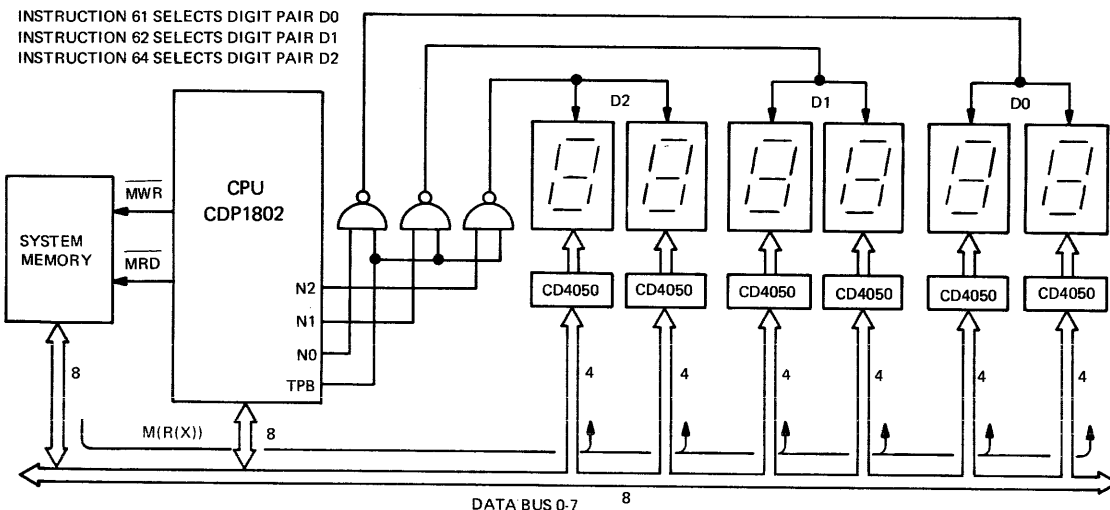 INSTRUCTION 61 SELECTS DIGIT PAIR D0
INSTRUCTION 62 SELECTS DIGIT PAIR D1
INSTRUCTION 64 SELECTS DIGIT PAIR D2
D2
D1
D0
CPU
CDP1802
MWR
SYSTEM
MEMORY
MRD
N2
N1
N0
TPB
CD4050
CD4050
CD4050
CD4050
CD4050
CD4050
8
4
4
4
4
4
4
M(R(X))
8
8
DATA BUS 0-7